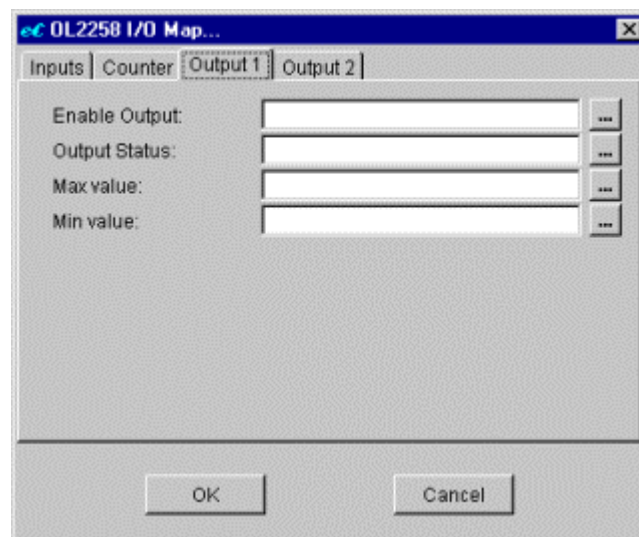 eC OL2258 I/O Map...
Inputs Counter Output 1 Output 2
Enable Output: ...
Output Status: ...
Max value: ...
Min value: ...
OK Cancel